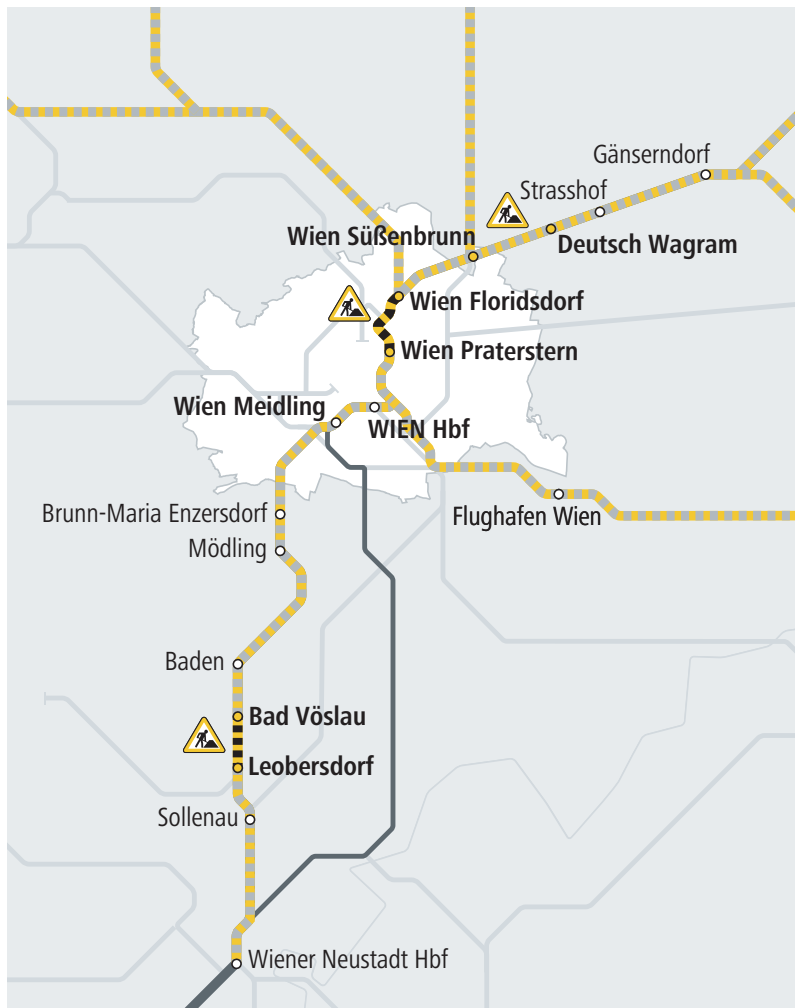 Gänserndorf
Strasshof
Wien Süßenbrunn
Deutsch Wagram
Wien Floridsdorf
Wien Praterstern
Wien Meidling
WIEN Hbf
Flughafen Wien
Brunn-Maria Enzersdorf
Mödling
Baden
Bad Vöslau
Leobersdorf
Sollenau
Wiener Neustadt Hbf